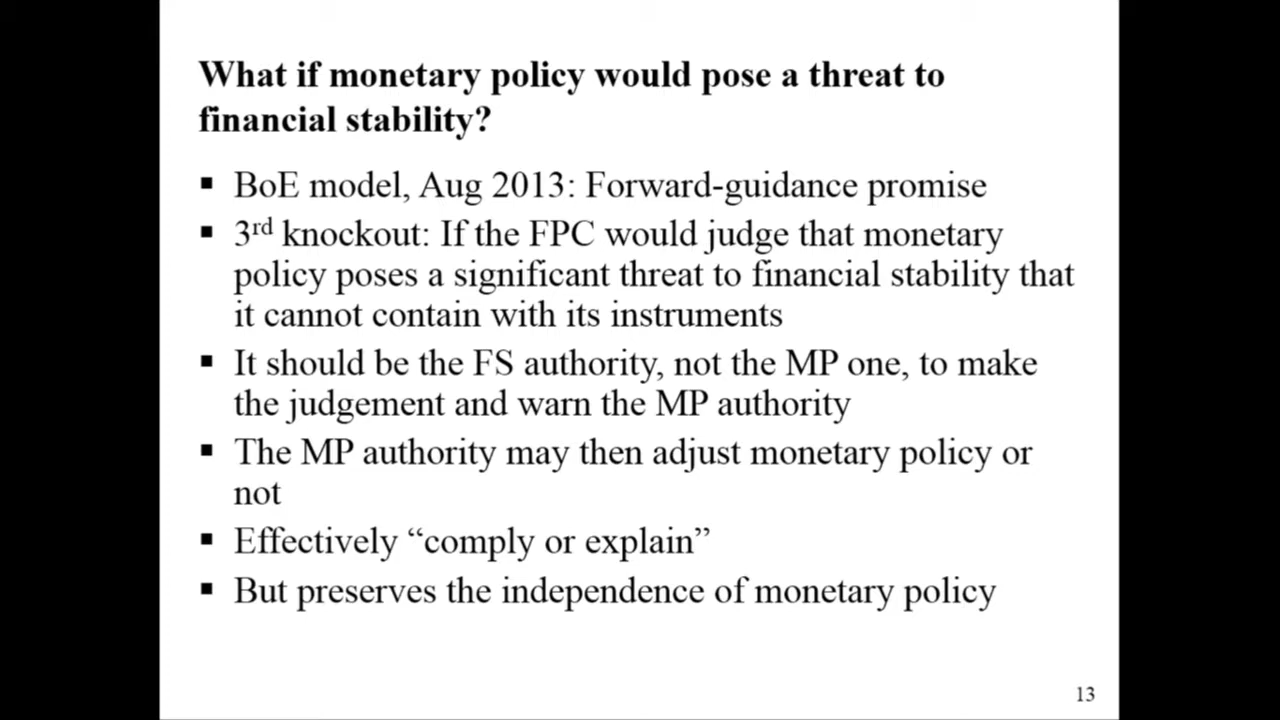 What if monetary policy would pose a threat to
financial stability?
▪ BoE model, Aug 2013: Forward-guidance promise
▪ 3rd knockout: If the FPC would judge that monetary
policy poses a significant threat to financial stability that
it cannot contain with its instruments
▪ It should be the FS authority, not the MP one, to make
the judgement and warn the MP authority
▪ The MP authority may then adjust monetary policy or
not
▪ Effectively “comply or explain”
▪ But preserves the independence of monetary policy
13